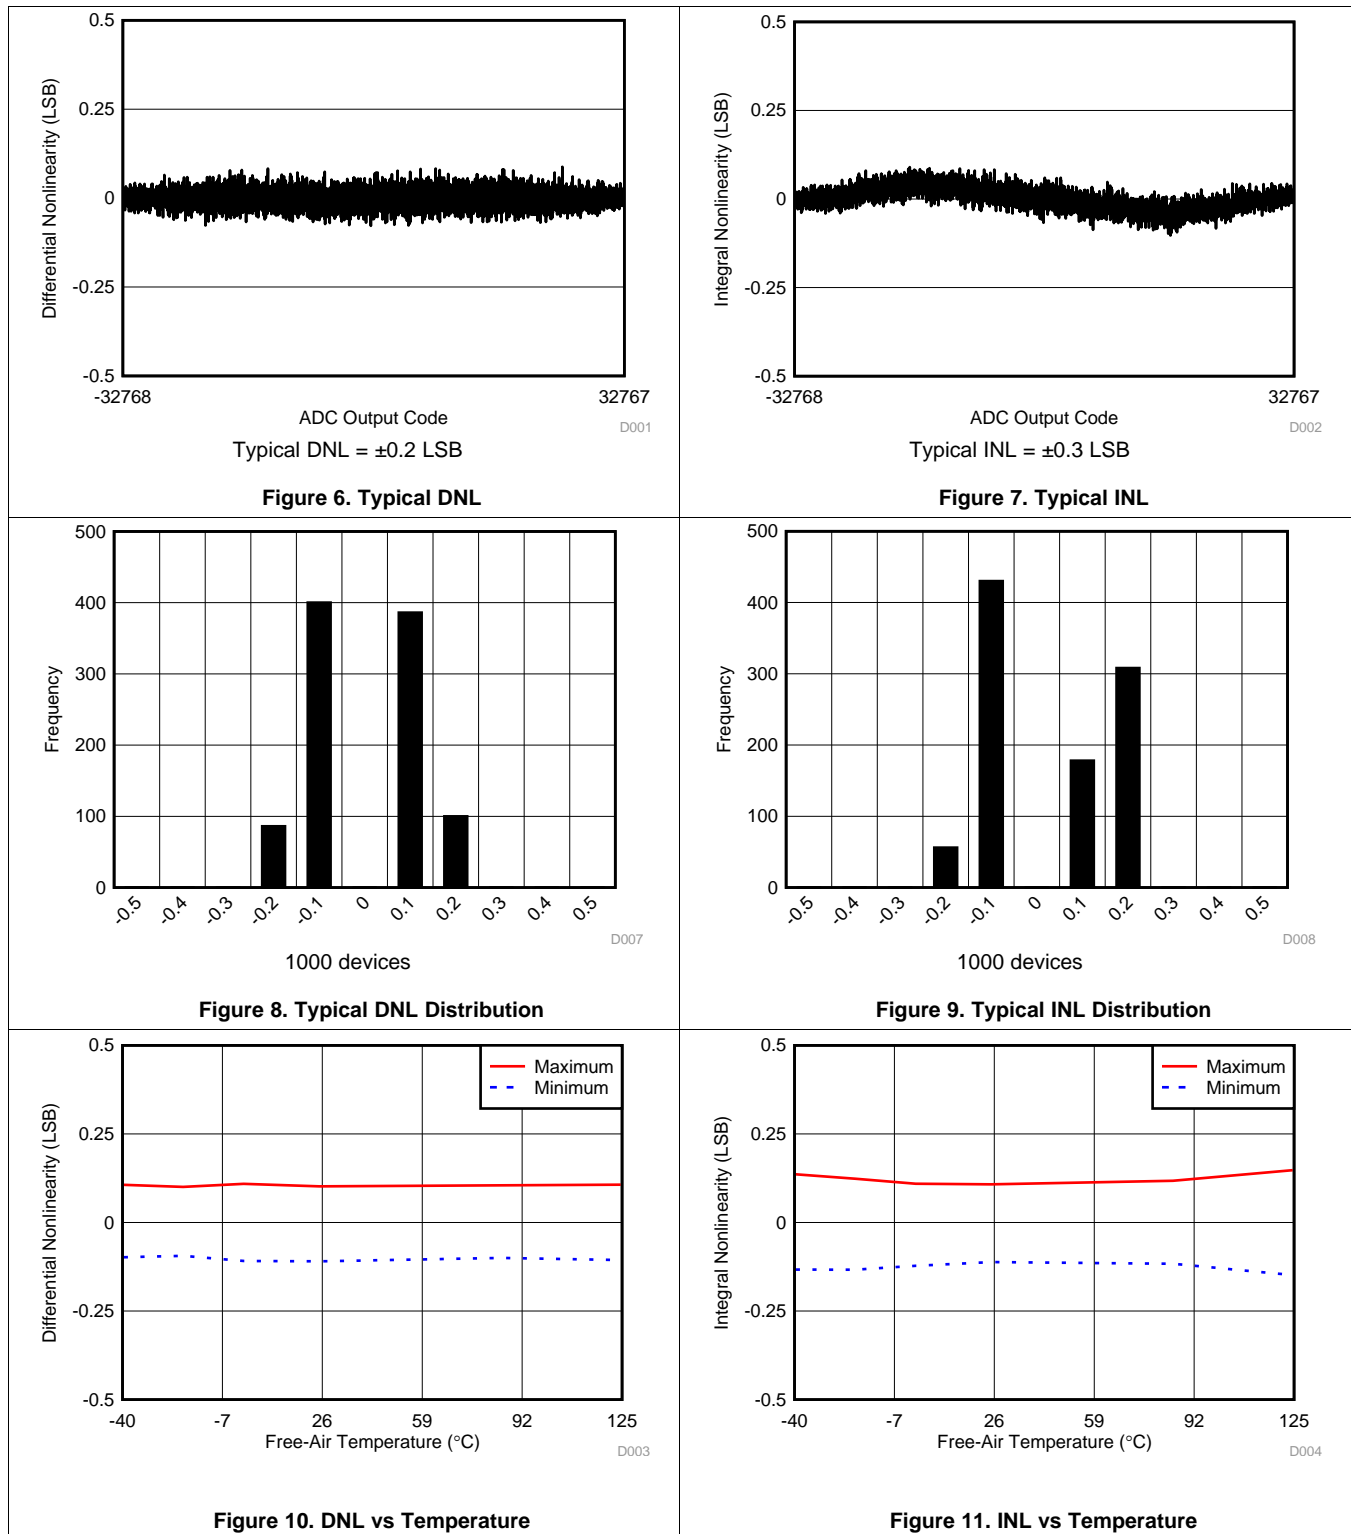 0.5
0.25
0
-0.25
-0.5
Differential Nonlinearity (LSB)
-32768
32767
ADC Output Code
D001
Typical DNL = ±0.2 LSB
Figure 6. Typical DNL
0.5
0.25
0
-0.25
-0.5
Integral Nonlinearity (LSB)
-32768
32767
ADC Output Code
D002
Typical INL = ±0.3 LSB
Figure 7. Typical INL
500
400
300
200
100
0
Frequency
-0.5 -0.4 -0.3 -0.2 -0.1 0 0.1 0.2 0.3 0.4 0.5
D007
1000 devices
Figure 8. Typical DNL Distribution
500
400
300
200
100
0
Frequency
-0.5 -0.4 -0.3 -0.2 -0.1 0 0.1 0.2 0.3 0.4 0.5
D008
1000 devices
Figure 9. Typical INL Distribution
0.5
0.25
0
-0.25
-0.5
Differential Nonlinearity (LSB)
Maximum
Minimum
-40 -7 26 59 92 125
Free-Air Temperature (°C)
D003
Figure 10. DNL vs Temperature
0.5
0.25
0
-0.25
-0.5
Integral Nonlinearity (LSB)
Maximum
Minimum
-40 -7 26 59 92 125
Free-Air Temperature (°C)
D004
Figure 11. INL vs Temperature